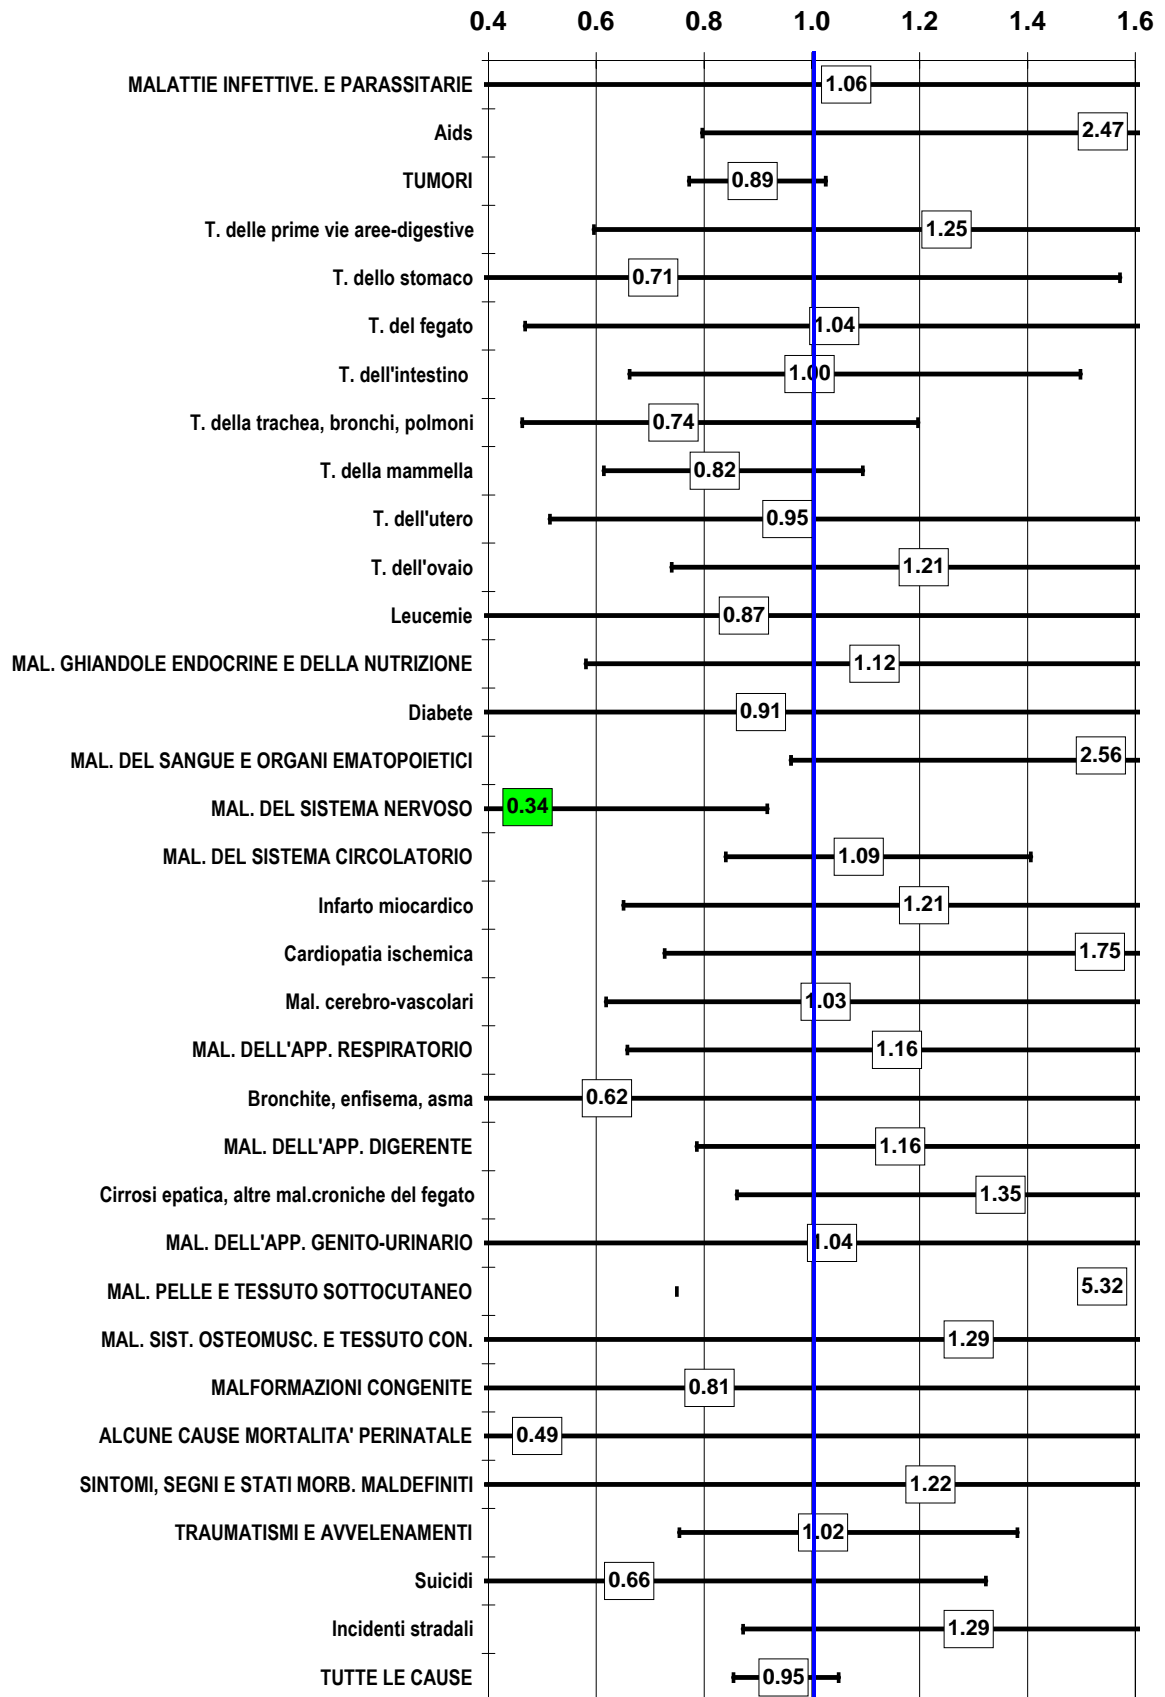 0.4 0.6 0.8 1.0 1.2 1.4 1.6
MALATTIE INFETTIVE. E PARASSITARIE 1.06
Aids 2.47
TUMORI 0.89
T. delle prime vie aree-digestive 1.25
T. dello stomaco 0.71
T. del fegato 1.04
T. dell'intestino 1.00
T. della trachea, bronchi, polmoni 0.74
T. della mammella 0.82
T. dell'utero 0.95
T. dell'ovaio 1.21
Leucemie 0.87
MAL. GHIANDOLE ENDOCRINE E DELLA NUTRIZIONE 1.12
Diabete 0.91
MAL. DEL SANGUE E ORGANI EMATOPOIETICI 2.56
MAL. DEL SISTEMA NERVOSO 0.34
MAL. DEL SISTEMA CIRCOLATORIO 1.09
Infarto miocardico 1.21
Cardiopatia ischemica 1.75
Mal. cerebro-vascolari 1.03
MAL. DELL'APP. RESPIRATORIO 1.16
Bronchite, enfisema, asma 0.62
MAL. DELL'APP. DIGERENTE 1.16
Cirrosi epatica, altre mal.croniche del fegato 1.35
MAL. DELL'APP. GENITO-URINARIO 1.04
MAL. PELLE E TESSUTO SOTTOCUTANEO 5.32
MAL. SIST. OSTEOMUSC. E TESSUTO CON. 1.29
MALFORMAZIONI CONGENITE 0.81
ALCUNE CAUSE MORTALITA' PERINATALE 0.49
SINTOMI, SEGNI E STATI MORB. MALDEFINITI 1.22
TRAUMATISMI E AVVELENAMENTI 1.02
Suicidi 0.66
Incidenti stradali 1.29
TUTTE LE CAUSE 0.95